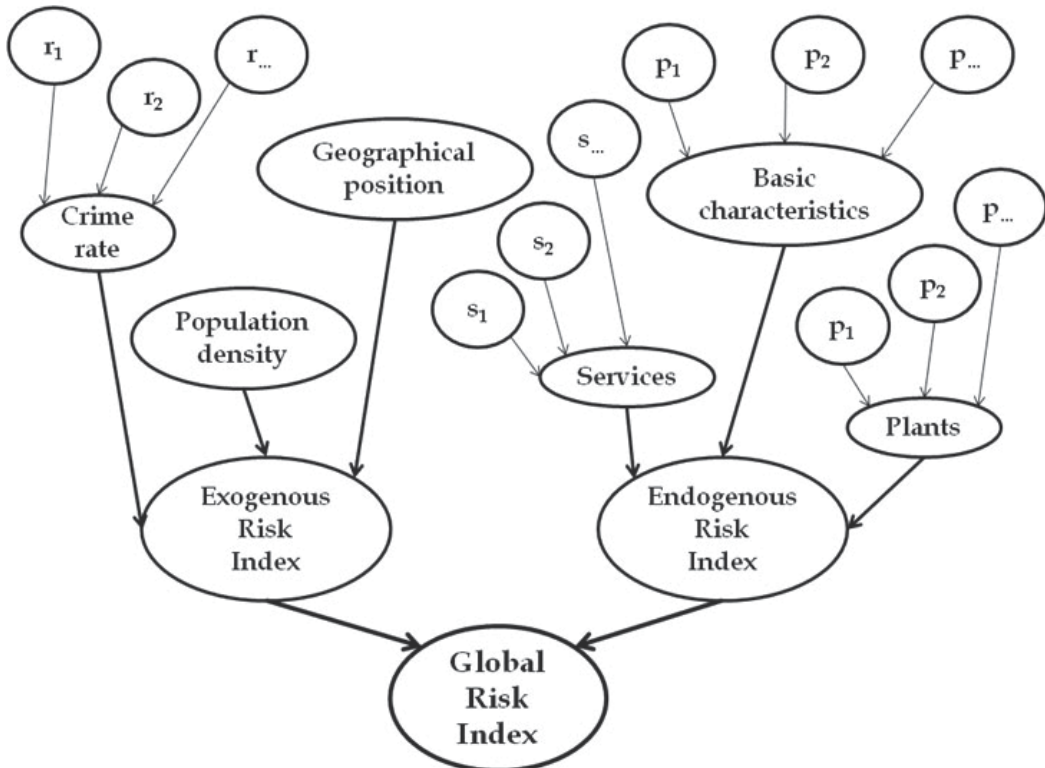 r₁
r₂
r...
Geographical
position
Crime
rate
Population
density
Exogenous
Risk
Index
p₁
p₂
p...
s...
Basic
characteristics
s₂
s₁
Services
p...
p₂
p₁
Plants
Endogenous
Risk
Index
Global
Risk
Index